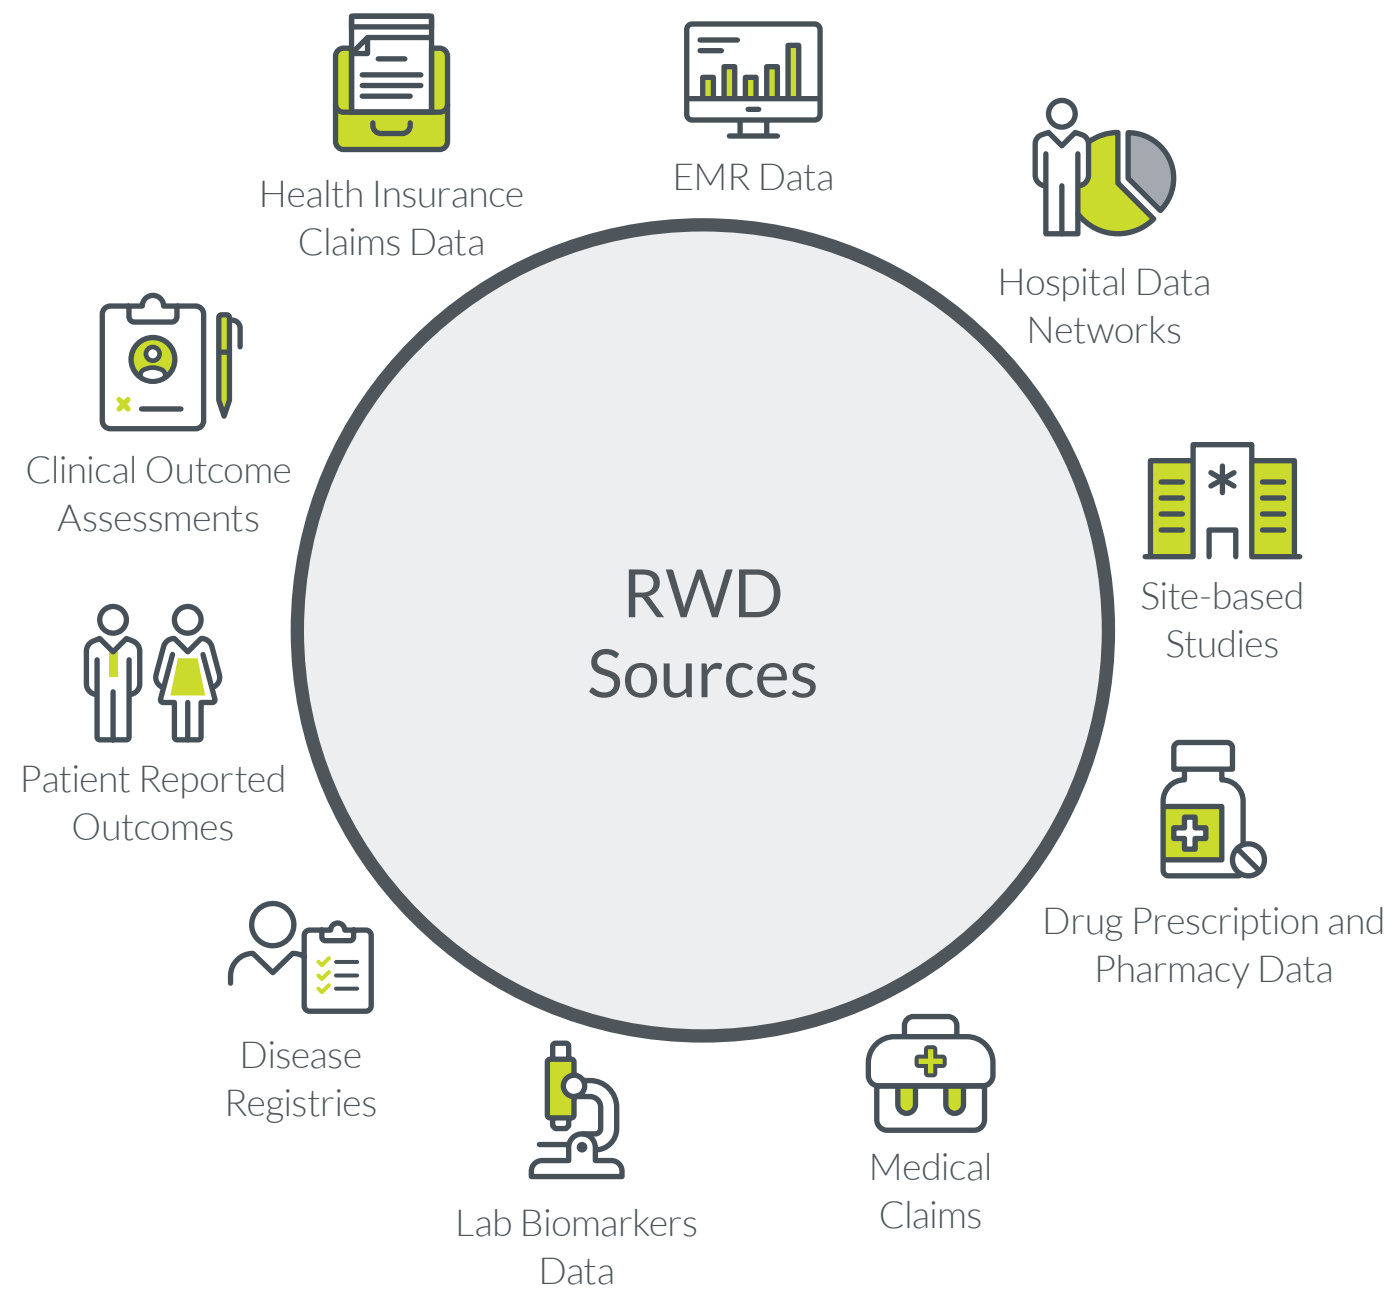 Health Insurance
Claims Data
EMR Data
Hospital Data
Networks
Clinical Outcome
Assessments
Site-based
Studies
RWD
Sources
Patient Reported
Outcomes
Drug Prescription and
Pharmacy Data
Disease
Registries
Medical
Claims
Lab Biomarkers
Data